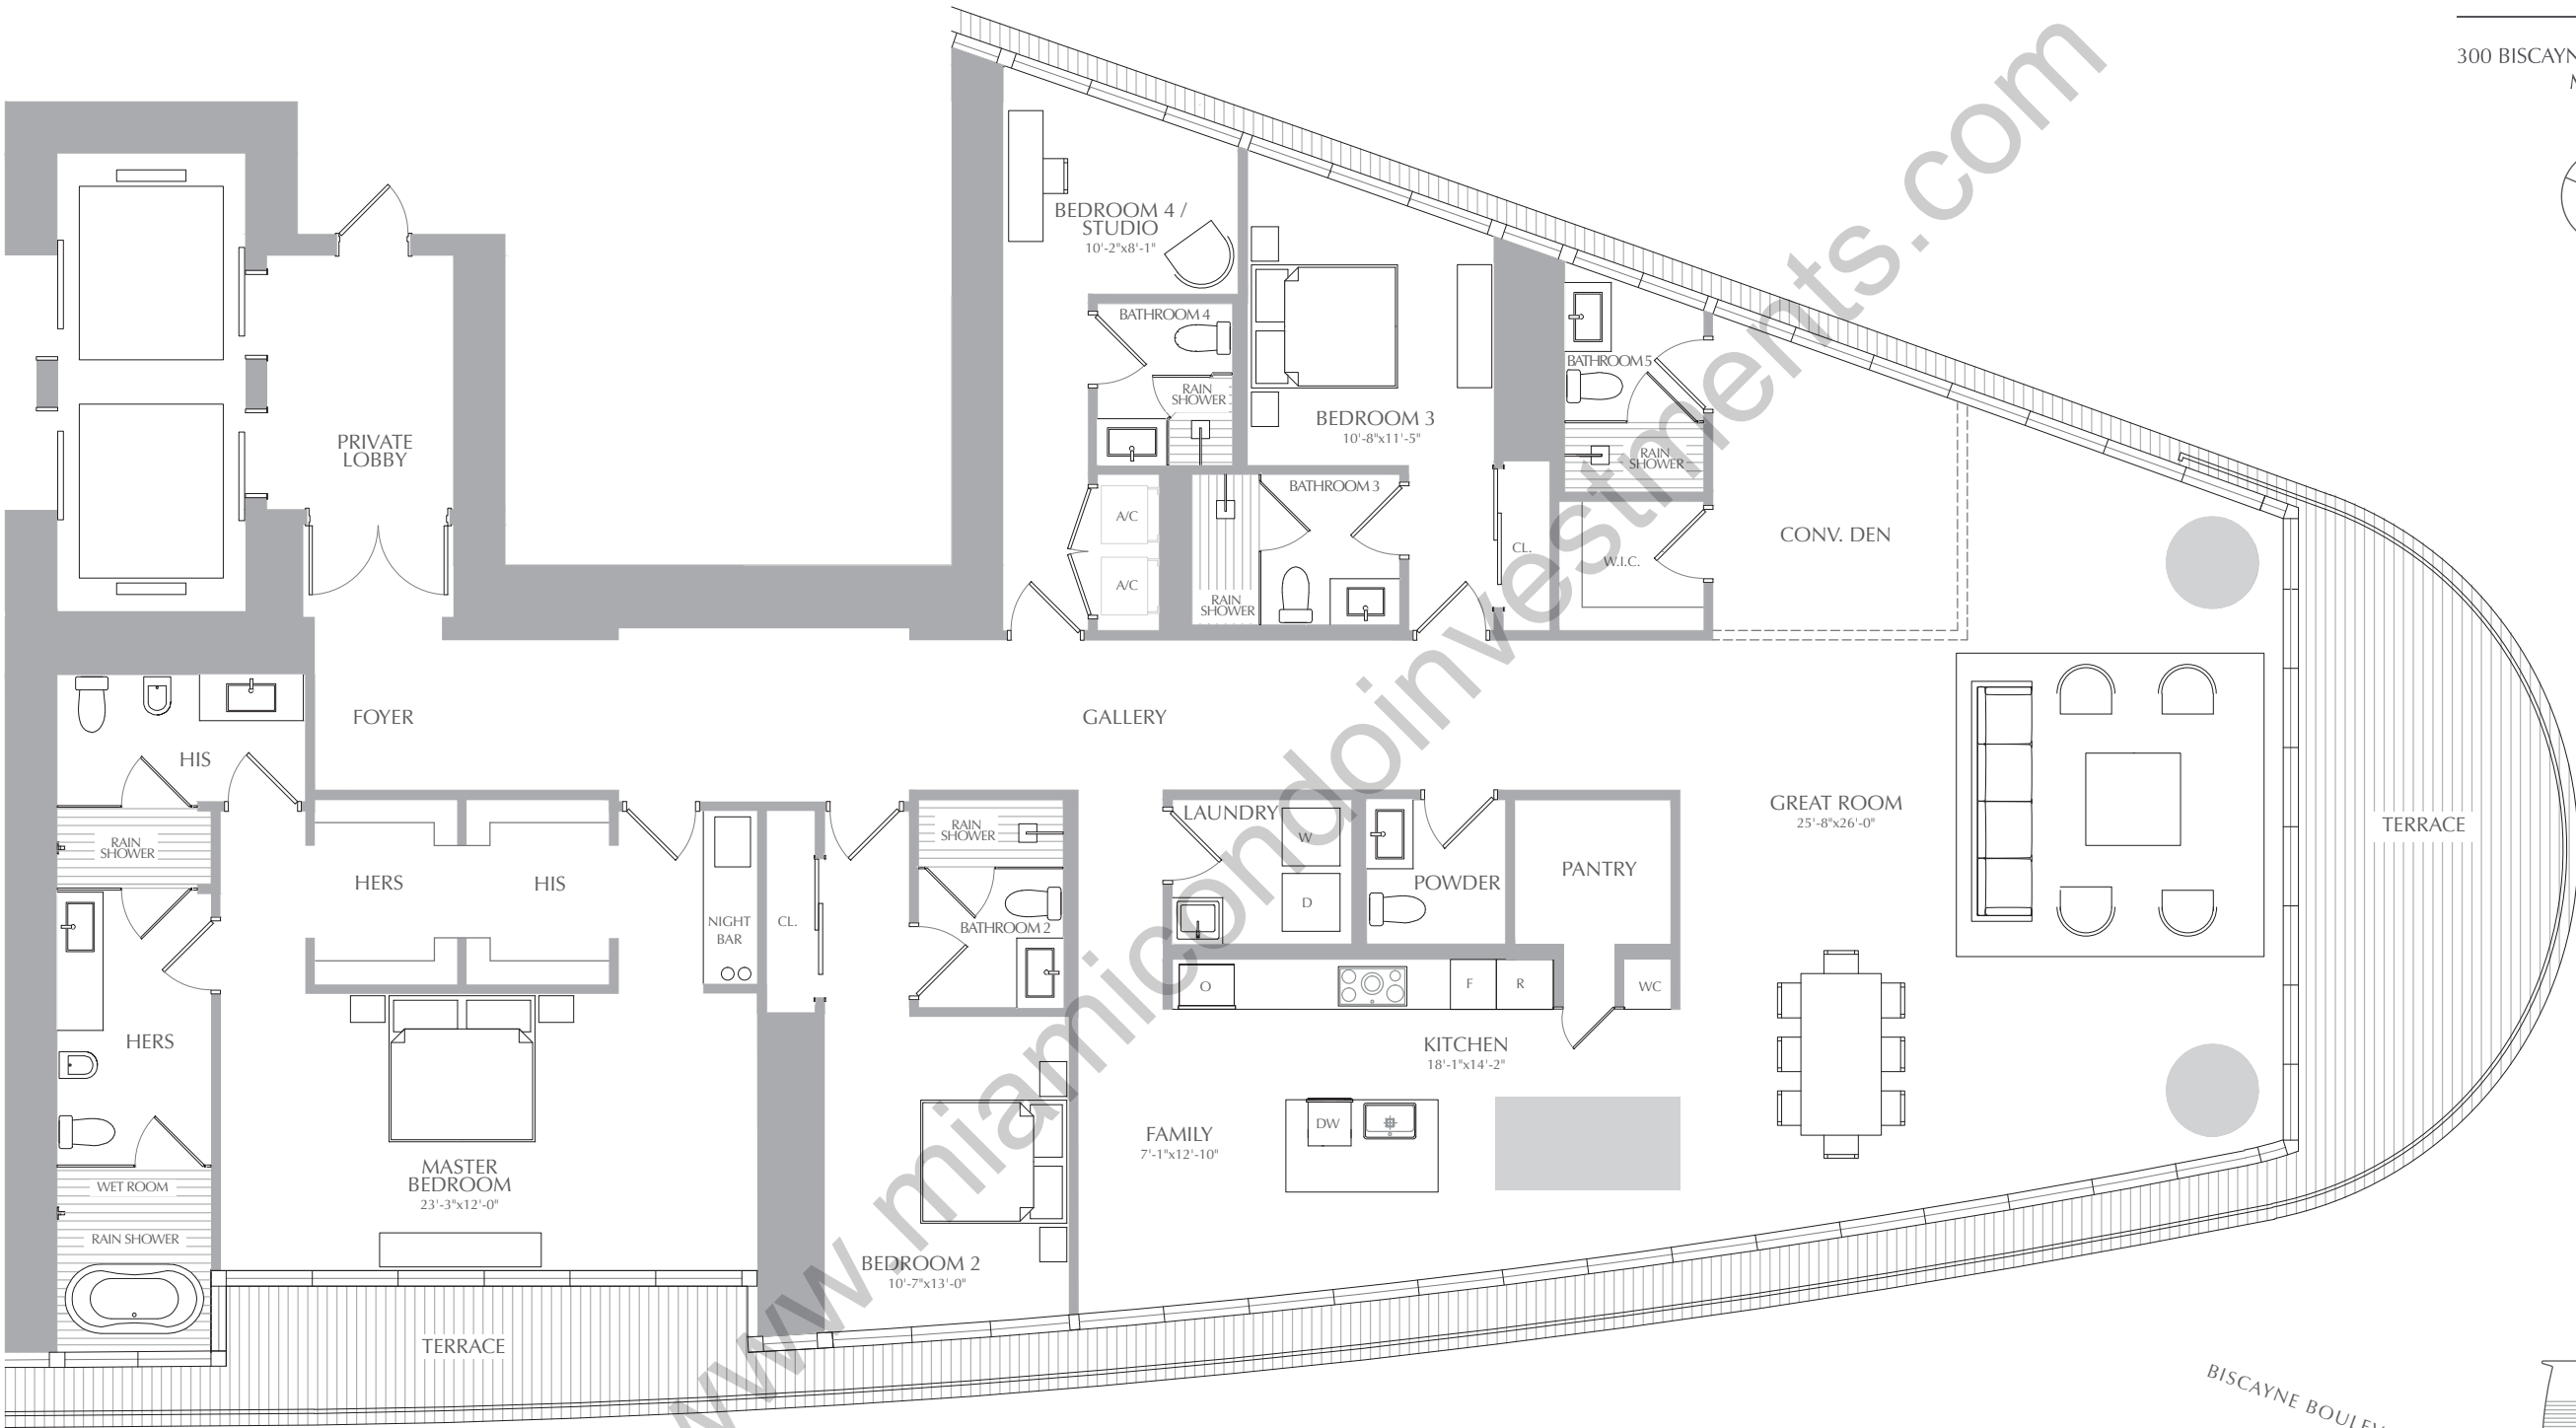 300 BISCAYN
BEDROOM 4 /
STUDIO
10'-2"x8'-1"
BATHROOM 4
RAIN
SHOWER
BEDROOM 3
10'-8"x11'-5"
BATHROOM 5
RAIN
SHOWER
PRIVATE
LOBBY
A/C
A/C
BATHROOM 3
RAIN
SHOWER
CL.
W.I.C.
CONV. DEN
FOYER
GALLERY
HIS
RAIN
SHOWER
HERS
HIS
NIGHT
BAR
CL.
RAIN
SHOWER
BATHROOM 2
LAUNDRY
W
D
POWDER
PANTRY
GREAT ROOM
25'-8"x26'-0"
TERRACE
O
F
R
WC
KITCHEN
18'-1"x14'-2"
HERS
FAMILY
7'-1"x12'-10"
DW
MASTER
BEDROOM
23'-3"x12'-0"
WET ROOM
RAIN SHOWER
BEDROOM 2
10'-7"x13'-0"
TERRACE
BISCAYNE BOULEV
www.miamicondoinvestments.com